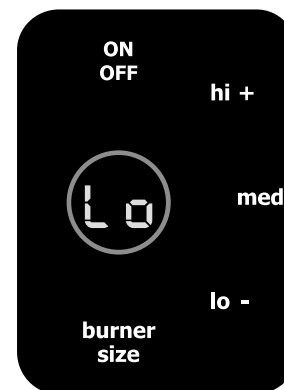 ON
OFF
hi +
Lo
med
lo -
burner
size